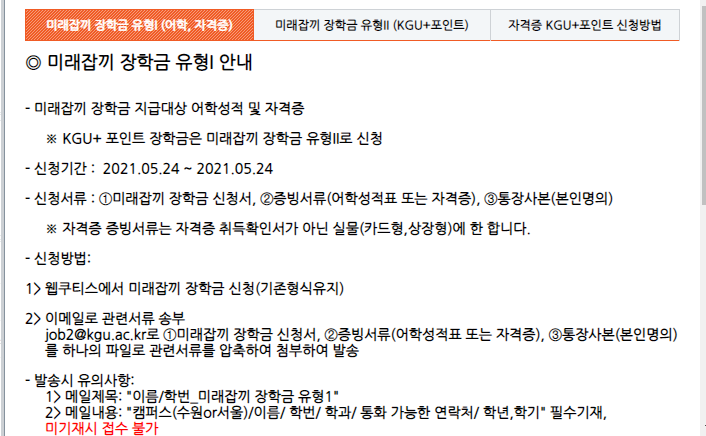 미래잡끼 장학금 유형I (어학, 자격증)
미래잡끼 장학금 유형II (KGU+포인트)
자격증 KGU+포인트 신청방법
◎ 미래잡끼 장학금 유형I 안내
- 미래잡끼 장학금 지급대상 어학성적 및 자격증
※ KGU+ 포인트 장학금은 미래잡끼 장학금 유형II로 신청
- 신청기간 : 2021.05.24 ~ 2021.05.24
- 신청서류 : ①미래잡끼 장학금 신청서, ②증빙서류(어학성적표 또는 자격증), ③통장사본(본인명의)
※ 자격증 증빙서류는 자격증 취득확인서가 아닌 실물(카드형,상장형)에 한 합니다.
- 신청방법:
1> 웹쿠티스에서 미래잡끼 장학금 신청(기존형식유지)
2> 이메일로 관련서류 송부
job2@kgu.ac.kr로 ①미래잡끼 장학금 신청서, ②증빙서류(어학성적표 또는 자격증), ③통장사본(본인명의)
를 하나의 파일로 관련서류를 압축하여 첨부하여 발송
- 발송시 유의사항:
1> 메일제목: "이름/학번_미래잡끼 장학금 유형1"
2> 메일내용: "캠퍼스(수원or서울)/이름/ 학번/ 학과/ 통화 가능한 연락처/ 학년,학기" 필수기재,
미기재시 접수 불가